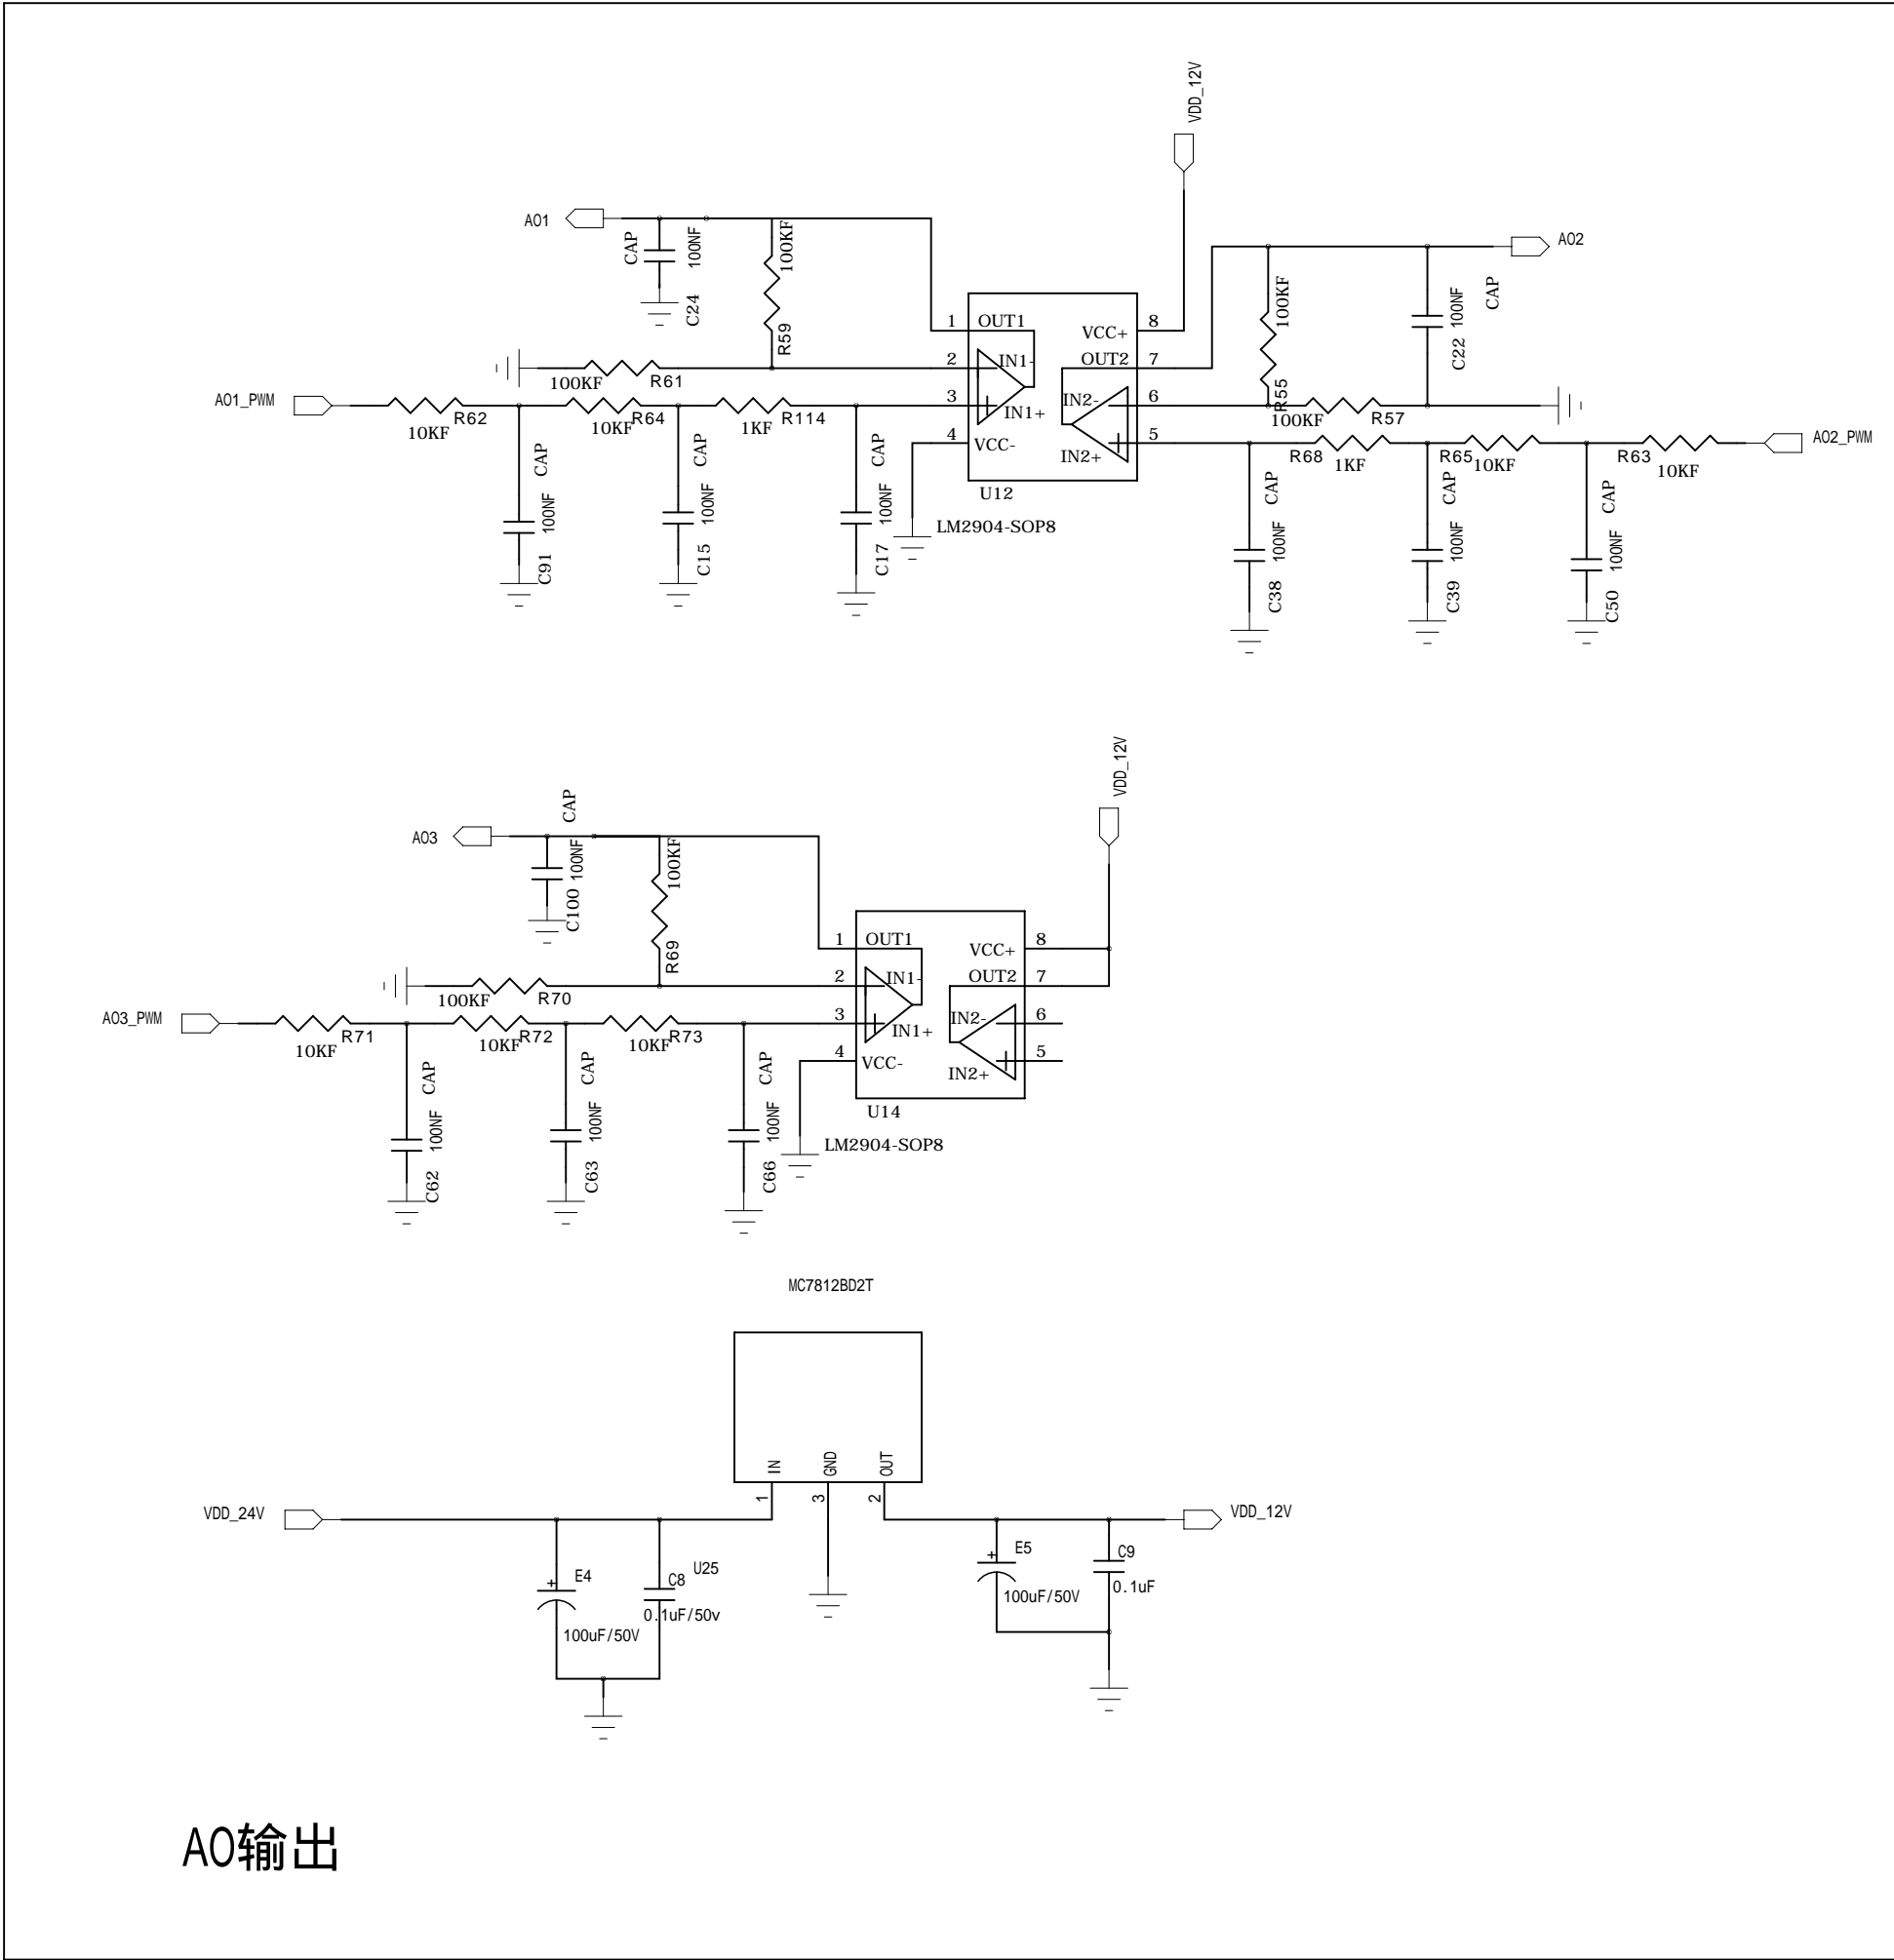 VDD_12V
AO1
CAP
100NF
C24
100KF
R59
AO2
100KF
R55
C22 100NF
CAP
1 OUT1
2 IN1-
3 IN1+
4 VCC-
VCC+ 8
OUT2 7
IN2- 6
IN2+ 5
U12
LM2904-SOP8
100KF R61
AO1_PWM
10KF R62
10KF R64
1KF R114
100KF R57
R68 1KF
R65 10KF
R63 10KF
AO2_PWM
C91 100NF CAP
C15 100NF CAP
C17 100NF CAP
C38 100NF CAP
C39 100NF CAP
C50 100NF CAP
VDD_12V
AO3
CAP
C100 100NF
100KF
R69
1 OUT1
2 IN1-
3 IN1+
4 VCC-
VCC+ 8
OUT2 7
IN2- 6
IN2+ 5
U14
LM2904-SOP8
100KF R70
AO3_PWM
10KF R71
10KF R72
10KF R73
C62 100NF CAP
C63 100NF CAP
C66 100NF CAP
MC7812BD2T
IN
GND
OUT
1
3
2
VDD_24V
VDD_12V
E4
100uF/50V
C8
0.1uF/50v
U25
E5
100uF/50V
C9
0.1uF
AO输出